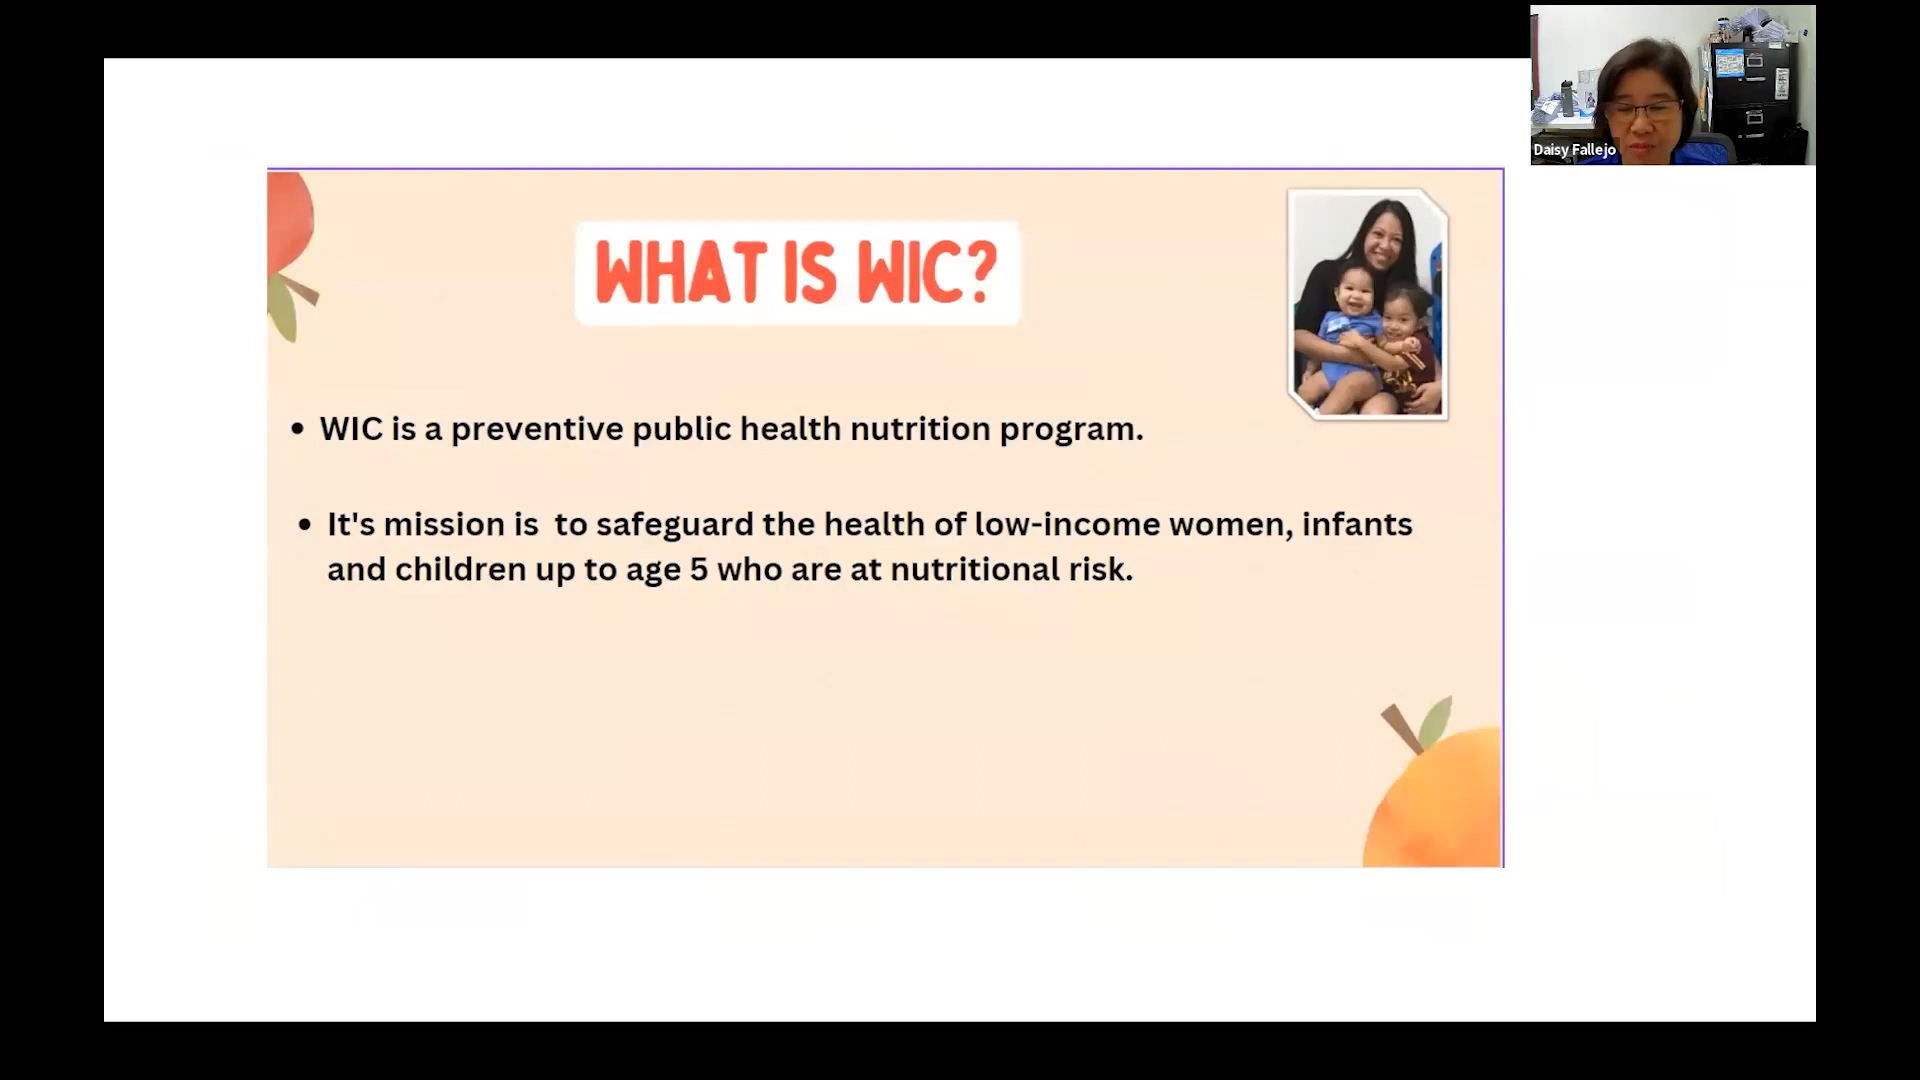 Daisy Fallejo
WHAT IS WIC?
• WIC is a preventive public health nutrition program.
• It's mission is to safeguard the health of low-income women, infants
and children up to age 5 who are at nutritional risk.